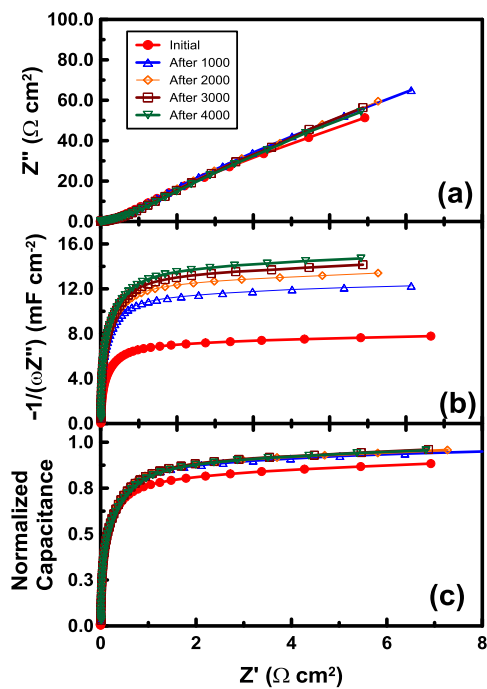 100.0
80.0
60.0
40.0
20.0
0.0
Z'' (Ω cm²)
Initial
After 1000
After 2000
After 3000
After 4000
(a)
16.0
12.0
8.0
4.0
0.0
−1/(ωZ'') (mF cm⁻²)
(b)
1.0
0.8
0.5
0.3
0.0
Normalized
Capacitance
(c)
0 2 4 6 8
Z' (Ω cm²)